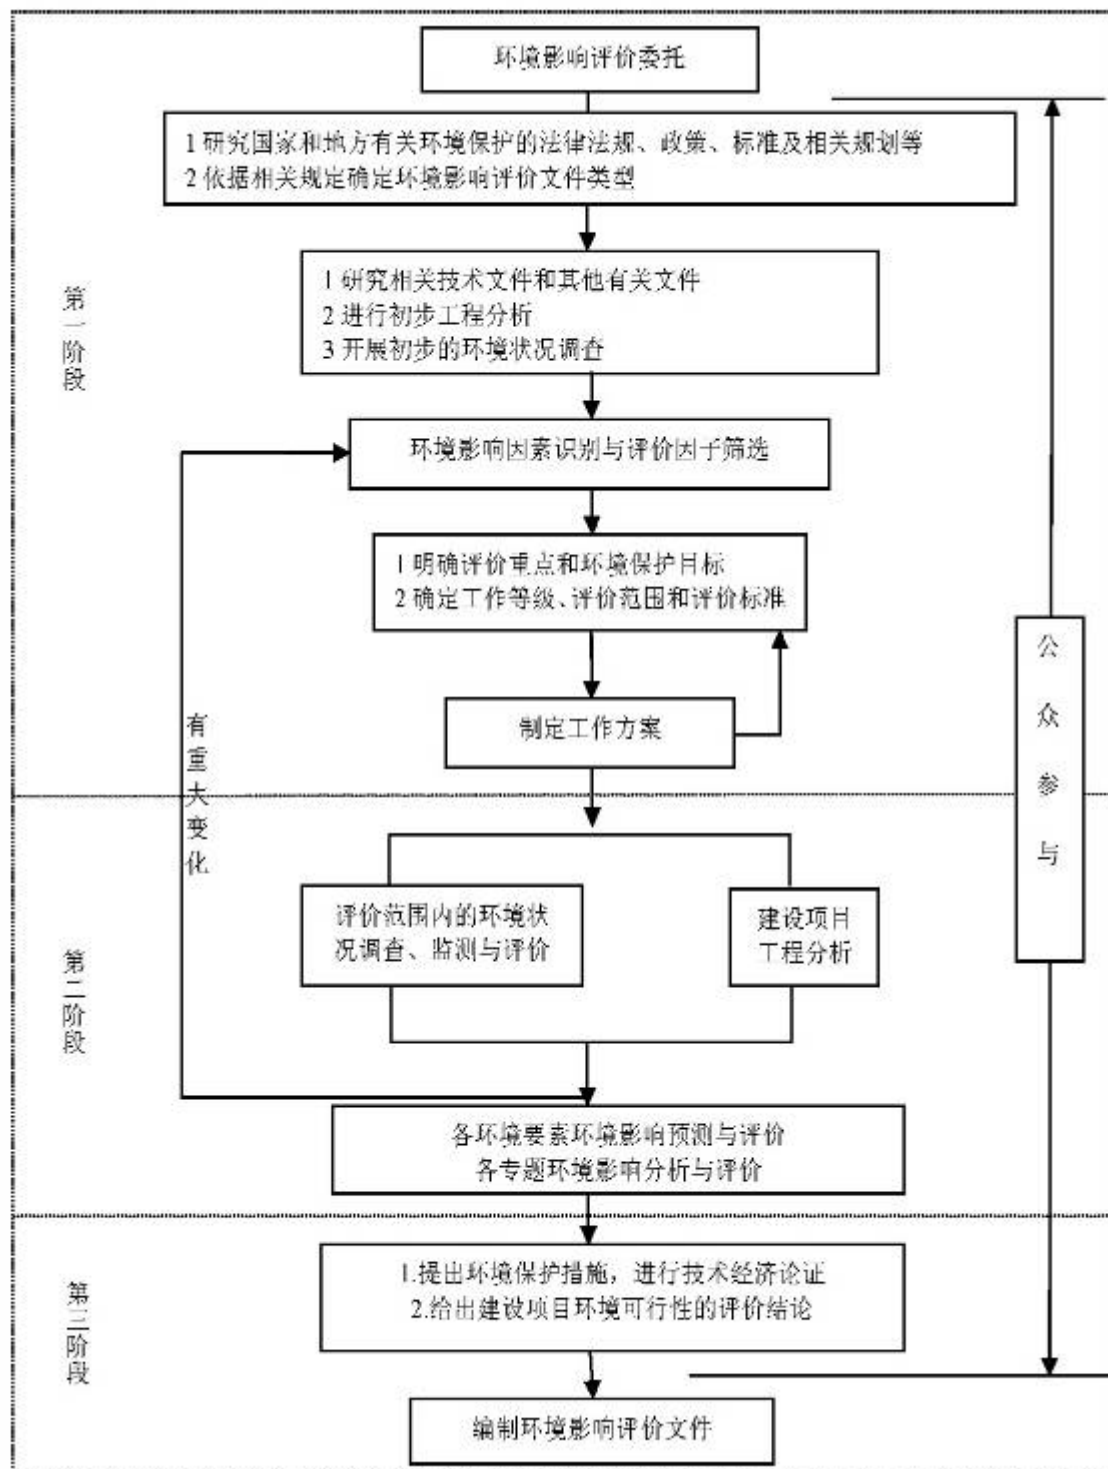 环境影响评价委托
1 研究国家和地方有关环境保护的法律法规、政策、标准及相关规划等
2 依据相关规定确定环境影响评价文件类型
第一阶段
1 研究相关技术文件和其他有关文件
2 进行初步工程分析
3 开展初步的环境状况调查
环境影响因素识别与评价因子筛选
1 明确评价重点和环境保护目标
2 确定工作等级、评价范围和评价标准
制定工作方案
公众参与
有重大变化
第二阶段
评价范围内的环境状
况调查、监测与评价
建设项目
工程分析
各环境要素环境影响预测与评价
各专题环境影响分析与评价
第三阶段
1.提出环境保护措施，进行技术经济论证
2.给出建设项目环境可行性的评价结论
编制环境影响评价文件